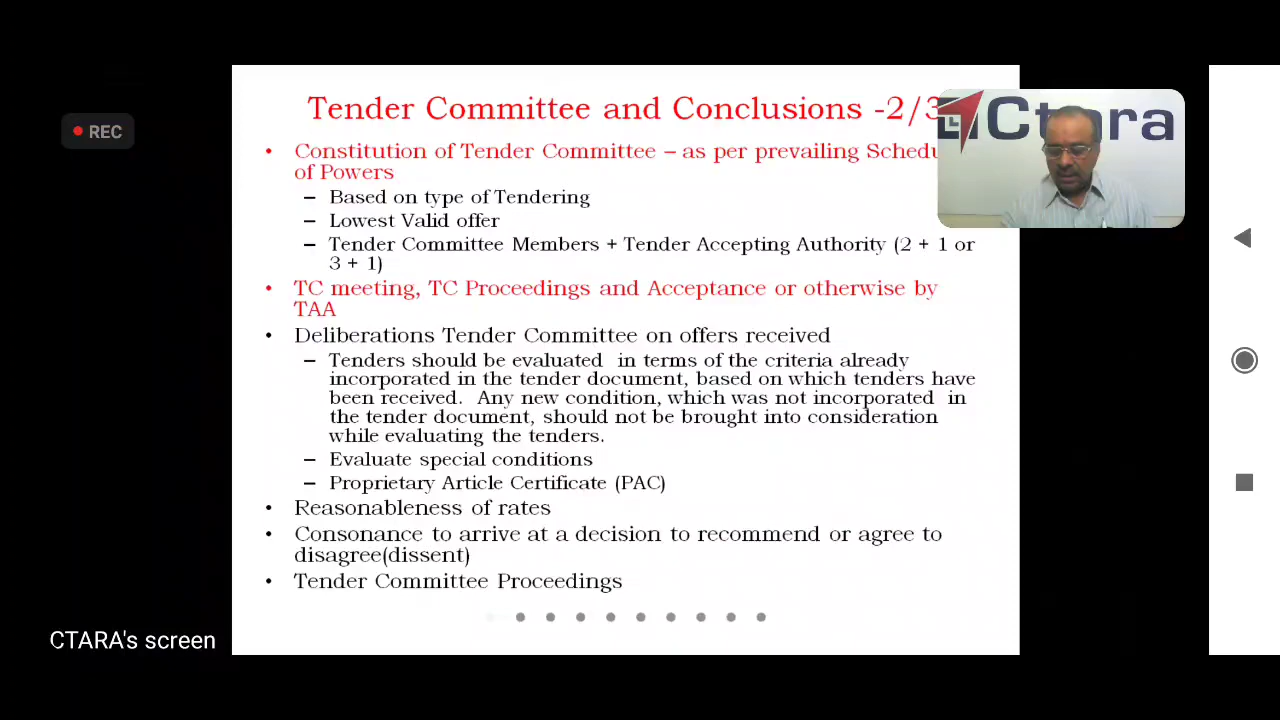 Tender Committee and Conclusions -2/3
Ctara
REC
• Constitution of Tender Committee – as per prevailing
of Powers
– Based on type of Tendering
– Lowest Valid offer
– Tender Committee Members + Tender Accepting Authority (2 + 1 or
3 + 1)
• TC meeting, TC Proceedings and Acceptance or otherwise by
TAA
• Deliberations Tender Committee on offers received
– Tenders should be evaluated in terms of the criteria already
incorporated in the tender document, based on which tenders have
been received. Any new condition, which was not incorporated in
the tender document, should not be brought into consideration
while evaluating the tenders.
– Evaluate special conditions
– Proprietary Article Certificate (PAC)
• Reasonableness of rates
• Consonance to arrive at a decision to recommend or agree to
disagree(dissent)
• Tender Committee Proceedings
CTARA's screen